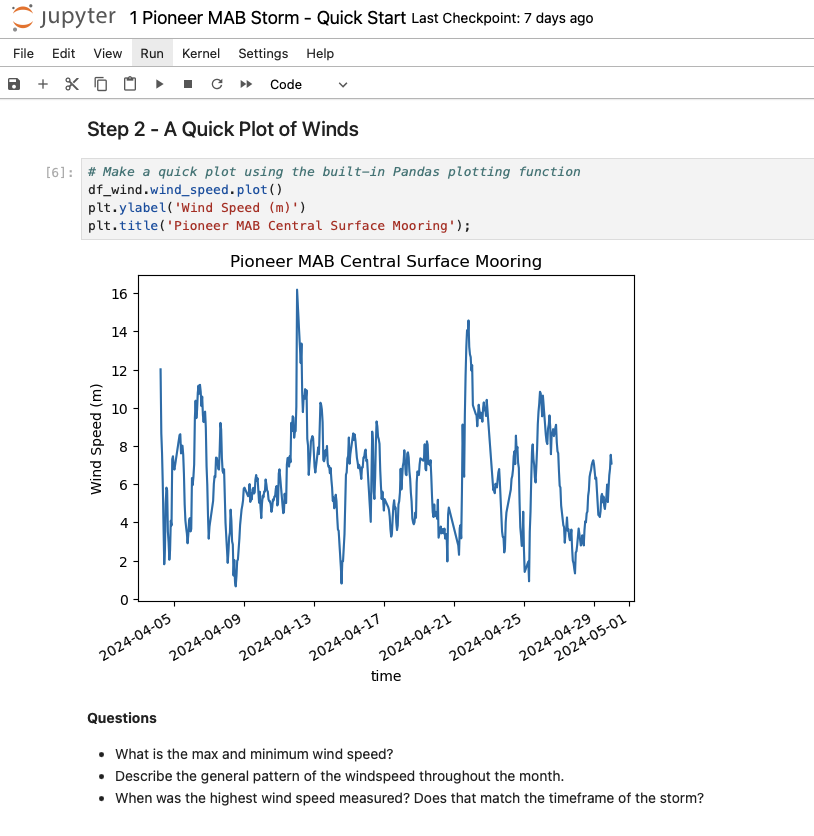 jupyter 1 Pioneer MAB Storm - Quick Start Last Checkpoint: 7 days ago
File Edit View Run Kernel Settings Help
Code
Step 2 - A Quick Plot of Winds
[6]: # Make a quick plot using the built-in Pandas plotting function
df_wind.wind_speed.plot()
plt.ylabel('Wind Speed (m)')
plt.title('Pioneer MAB Central Surface Mooring');
Pioneer MAB Central Surface Mooring
16
14
12
10
8
6
4
2
0
Wind Speed (m)
2024-04-05 2024-04-09 2024-04-13 2024-04-17 2024-04-21 2024-04-25 2024-04-29 2024-05-01
time
Questions
• What is the max and minimum wind speed?
• Describe the general pattern of the windspeed throughout the month.
• When was the highest wind speed measured? Does that match the timeframe of the storm?